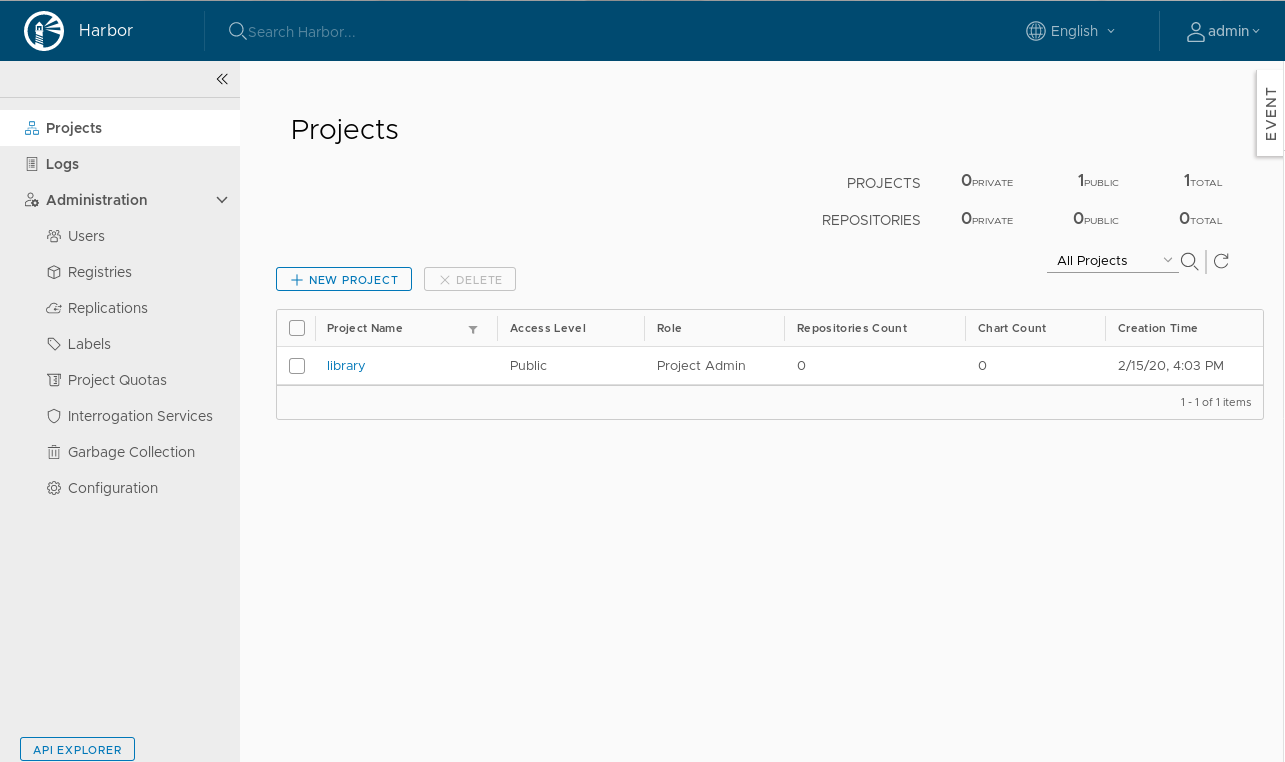 Harbor
Search Harbor...
English
admin
EVENT
Projects
Logs
Administration
Users
Registries
Replications
Labels
Project Quotas
Interrogation Services
Garbage Collection
Configuration
API EXPLORER
Projects
PROJECTS 0PRIVATE 1PUBLIC 1TOTAL
REPOSITORIES 0PRIVATE 0PUBLIC 0TOTAL
All Projects
NEW PROJECT DELETE
Project Name Access Level Role Repositories Count Chart Count Creation Time
library Public Project Admin 0 0 2/15/20, 4:03 PM
1 - 1 of 1 items